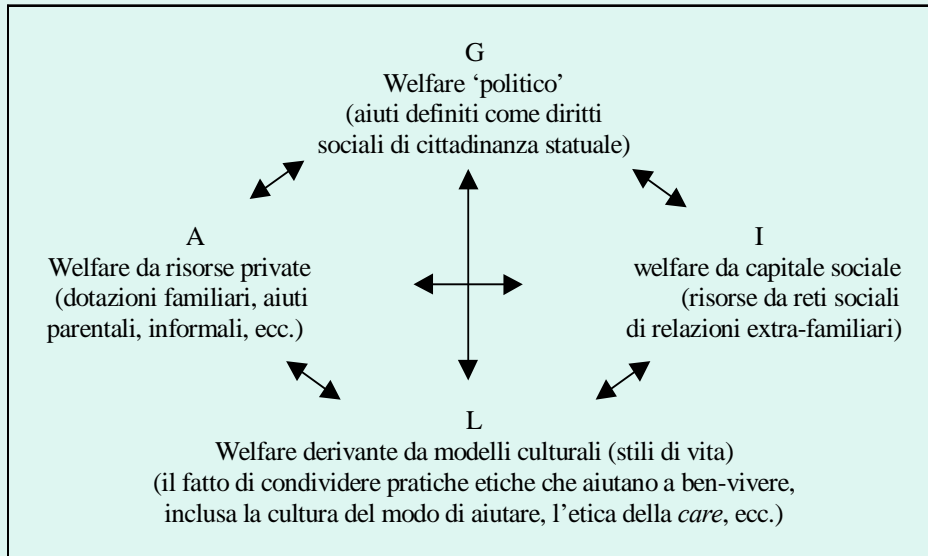 G
Welfare ‘politico’
(aiuti definiti come diritti
sociali di cittadinanza statuale)
A
Welfare da risorse private
(dotazioni familiari, aiuti
parentali, informali, ecc.)
I
welfare da capitale sociale
(risorse da reti sociali
di relazioni extra-familiari)
L
Welfare derivante da modelli culturali (stili di vita)
(il fatto di condividere pratiche etiche che aiutano a ben-vivere,
inclusa la cultura del modo di aiutare, l’etica della care, ecc.)